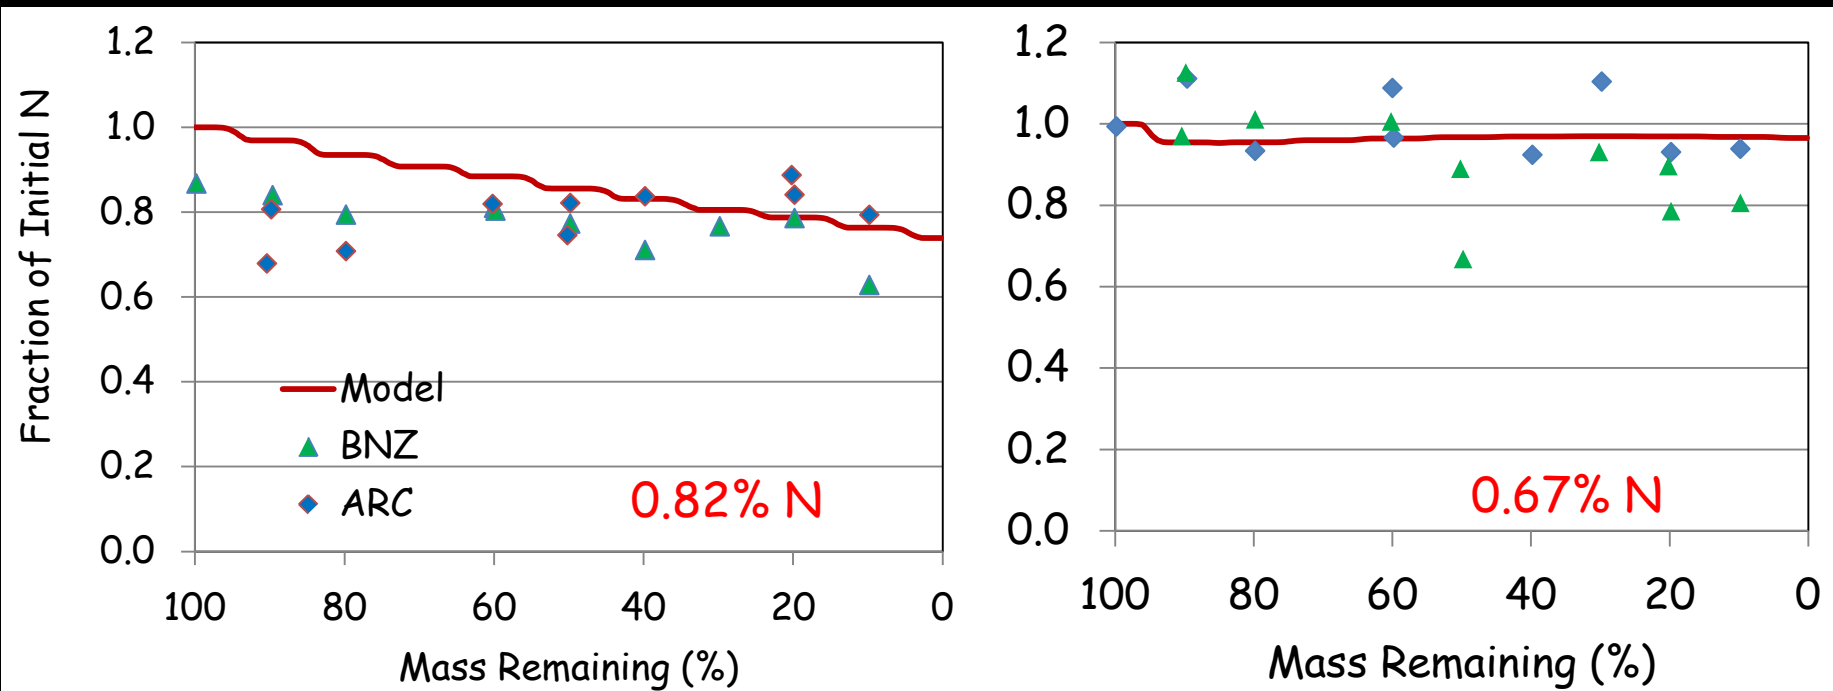 Fraction of Initial N
1.2
1.0
0.8
0.6
0.4
0.2
0.0
Model
BNZ
ARC
0.82% N
100 80 60 40 20 0
Mass Remaining (%)
1.2
1.0
0.8
0.6
0.4
0.2
0.0
0.67% N
100 80 60 40 20 0
Mass Remaining (%)